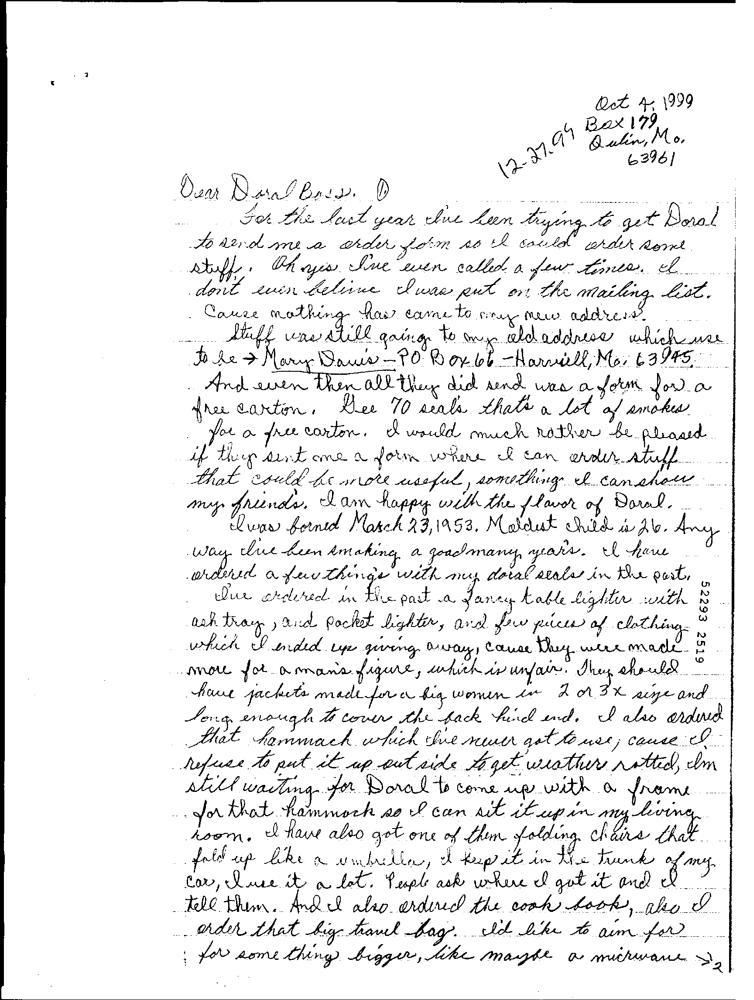 Oct 4, 1999
Box 179
Qulin, Mo.
63961
12-27-99
Dear Doral Boss. ①
For the last year I've been trying to get Doral
to send me a order form so I could order some
stuff. Oh yes I've even called a few times. I
don't even belive I was put on the mailing list.
Cause nothing has came to my new address.
Stuff was still going to my old address which use
to be → Mary Davis - PO Box 66 - Harviell, Mo. 63945.
And even then all they did send was a form for a
free carton. Gee 70 seals that's a lot of smokes
for a free carton. I would much rather be pleased
if they sent me a form where I can order stuff
that could be more useful, something I can show
my friends. I am happy with the flavor of Doral.
I was borned March 23, 1953. M oldest child is 26. Any
way I've been smoking a good many years. I have
ordered a few things with my doral seals in the past.
I've ordered in the past a fancy table lighter with
ash tray, and pocket lighter, and few pieces of clothing
which I ended up giving away, cause they were made
more for a man's figure, which is unfair. They should
have jackets made for a big women in 2 or 3x size and
long enough to cover the back hind end. I also ordered
that hammach which I've never got to use, cause I
refuse to put it up out side to get weather rotted, I'm
still waiting for Doral to come up with a frame
for that hammock so I can sit it up in my living
room. I have also got one of them folding chairs that
fold up like a umbrella, I keep it in the trunk of my
car, I use it a lot. People ask where I got it and I
tell them. And I also ordered the cook book, also I
order that big travel bag. I'd like to aim for
for something bigger, like maybe a microwave → 2
52293 2519